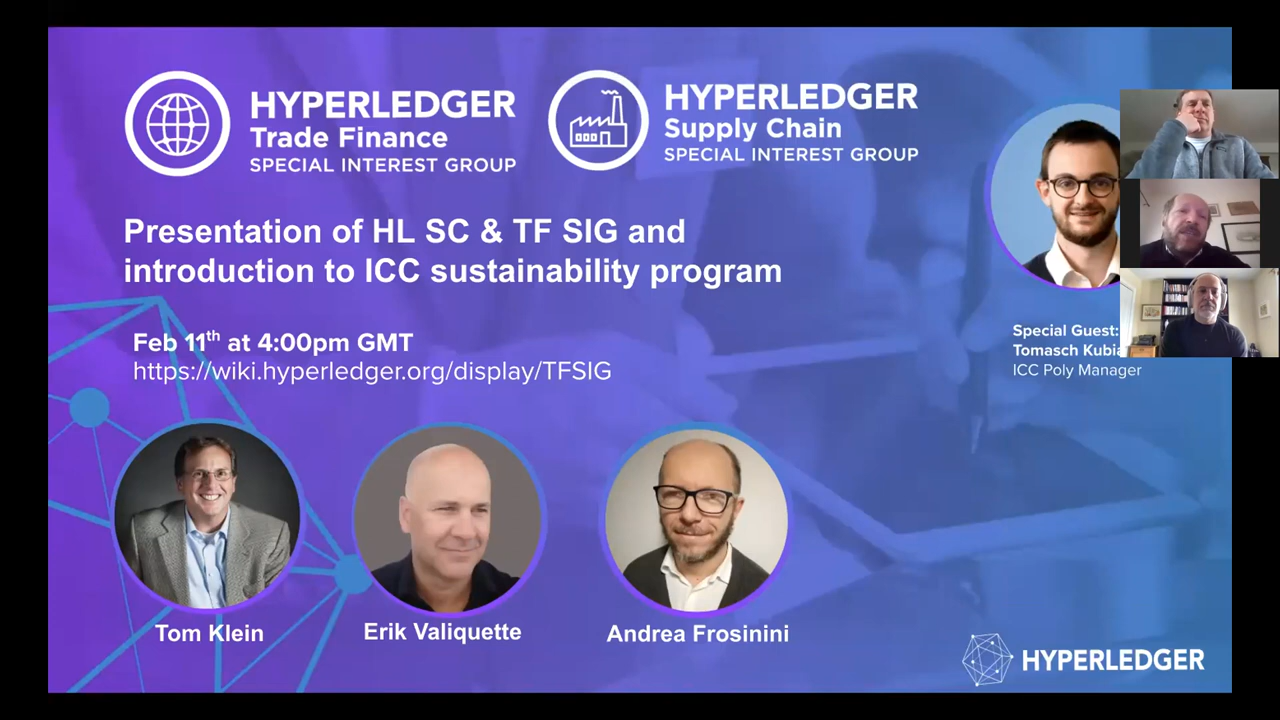 HYPERLEDGER
Trade Finance
SPECIAL INTEREST GROUP
HYPERLEDGER
Supply Chain
SPECIAL INTEREST GROUP
Presentation of HL SC & TF SIG and
introduction to ICC sustainability program
Feb 11th at 4:00pm GMT
https://wiki.hyperledger.org/display/TFSIG
Special Guest:
Tomasch
ICC Poly Manager
Tom Klein
Erik Valiquette
Andrea Frosinini
HYPERLEDGER